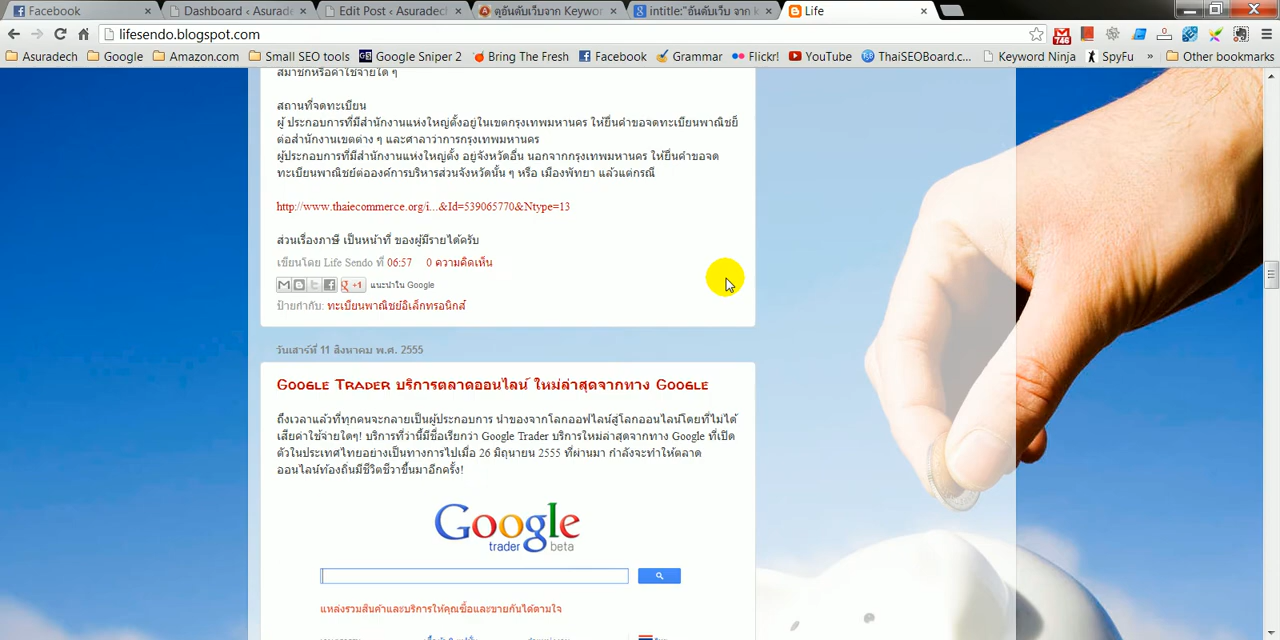 Facebook
Dashboard ‹ Asurade
Edit Post ‹ Asuradech
ดูอันดับเว็บจาก Keywor
intitle:"อันดับเว็บ จาก k
Life
lifesendo.blogspot.com
746
Asuradech
Google
Amazon.com
Small SEO tools
Google Sniper 2
Bring The Fresh
Facebook
Grammar
Flickr!
YouTube
ThaiSEOBoard.c...
Keyword Ninja
SpyFu
»
Other bookmarks
สมาชิกหรือค่าใช้จ่ายใด ๆ
สถานที่จดทะเบียน
ผู้ ประกอบการที่มีสำนักงานแห่งใหญ่ตั้งอยู่ในเขตกรุงเทพมหานคร ให้ยื่นคำขอจดทะเบียนพาณิชย์
ต่อสำนักงานเขตต่าง ๆ และศาลาว่าการกรุงเทพมหานคร
ผู้ประกอบการที่มีสำนักงานแห่งใหญ่ตั้ง อยู่จังหวัดอื่น นอกจากกรุงเทพมหานคร ให้ยื่นคำขอจด
ทะเบียนพาณิชย์ต่อองค์การบริหารส่วนจังหวัดนั้น ๆ หรือ เมืองพัทยา แล้วแต่กรณี
http://www.thaiecommerce.org/i...&Id=539065770&Ntype=13
ส่วนเรื่องภาษี เป็นหน้าที่ ของผู้มีรายได้ครับ
เขียนโดย Life Sendo ที่ 06:57 0 ความคิดเห็น
+1 แนะนำใน Google
ป้ายกำกับ: ทะเบียนพาณิชย์อิเล็กทรอนิกส์
วันเสาร์ที่ 11 สิงหาคม พ.ศ. 2555
Google Trader บริการตลาดออนไลน์ ใหม่ล่าสุดจากทาง Google
ถึงเวลาแล้วที่ทุกคนจะกลายเป็นผู้ประกอบการ นำของจากโลกออฟไลน์สู่โลกออนไลน์โดยที่ไม่ได้
เสียค่าใช้จ่ายใดๆ! บริการที่ว่านี้มีชื่อเรียกว่า Google Trader บริการใหม่ล่าสุดจากทาง Google ที่เปิด
ตัวในประเทศไทยอย่างเป็นทางการไปเมื่อ 26 มิถุนายน 2555 ที่ผ่านมา กำลังจะทำให้ตลาด
ออนไลน์ท้องถิ่นมีชีวิตชีวาขึ้นมาอีกครั้ง!
Google
trader beta
แหล่งรวมสินค้าและบริการให้คุณซื้อและขายกันได้ตามใจ